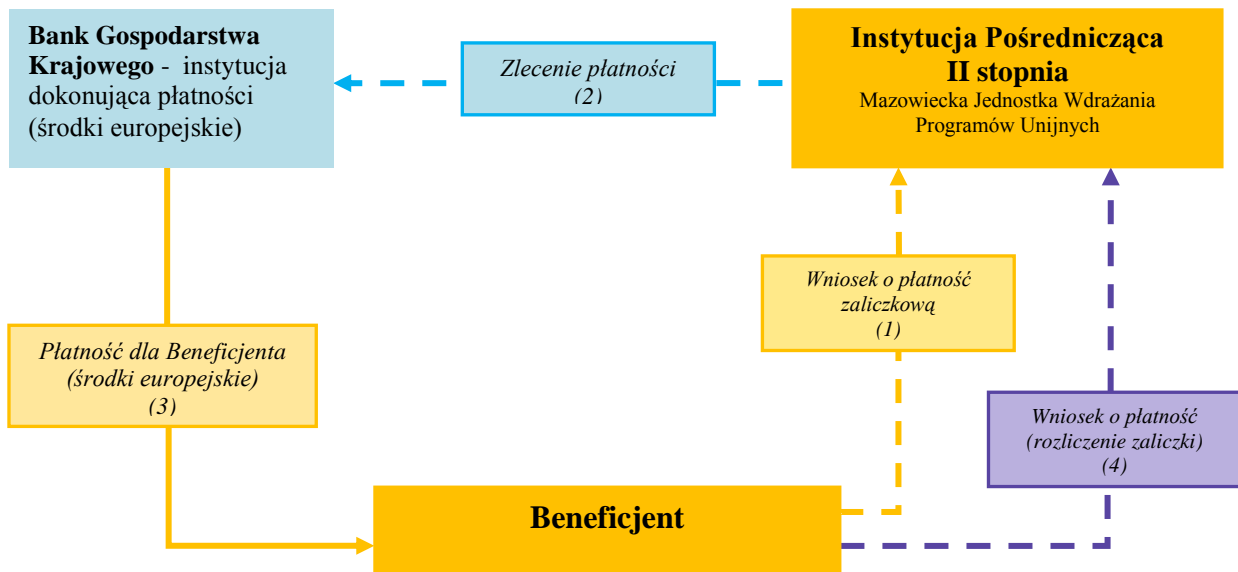 Bank Gospodarstwa
Krajowego - instytucja
dokonująca płatności
(środki europejskie)
Zlecenie płatności
(2)
Instytucja Pośrednicząca
II stopnia
Mazowiecka Jednostka Wdrażania
Programów Unijnych
Wniosek o płatność
zaliczkową
(1)
Płatność dla Beneficjenta
(środki europejskie)
(3)
Wniosek o płatność
(rozliczenie zaliczki)
(4)
Beneficjent